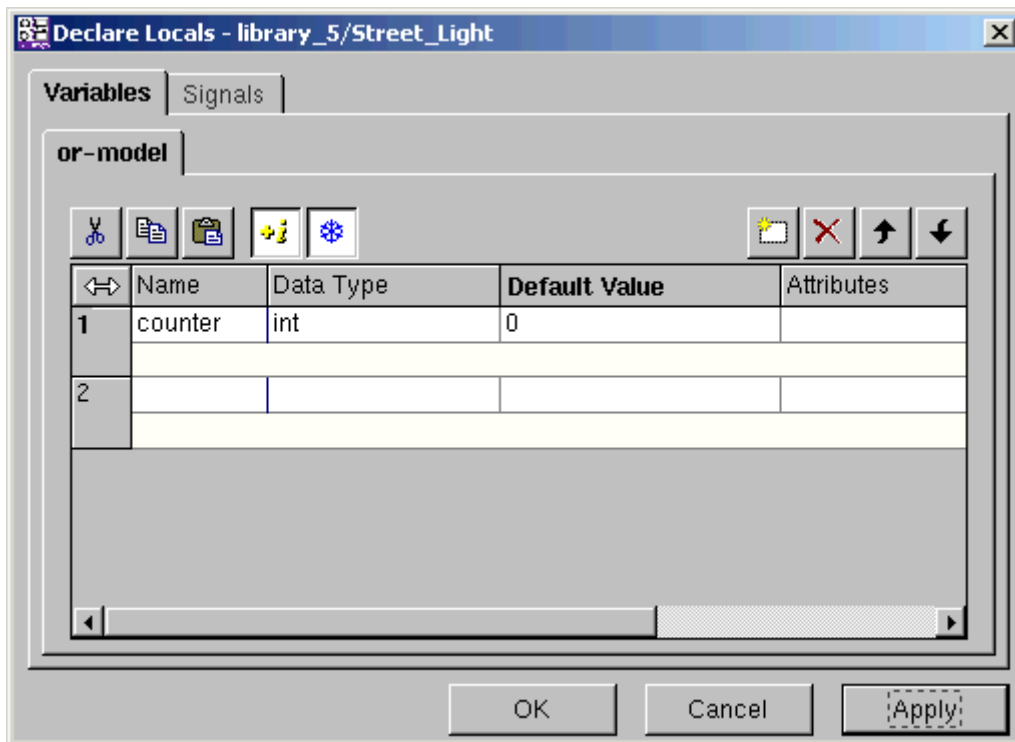 Declare Locals - library_5/Street_Light
Variables Signals
or-model
+i
Name Data Type Default Value Attributes
1 counter int 0
2
OK Cancel Apply